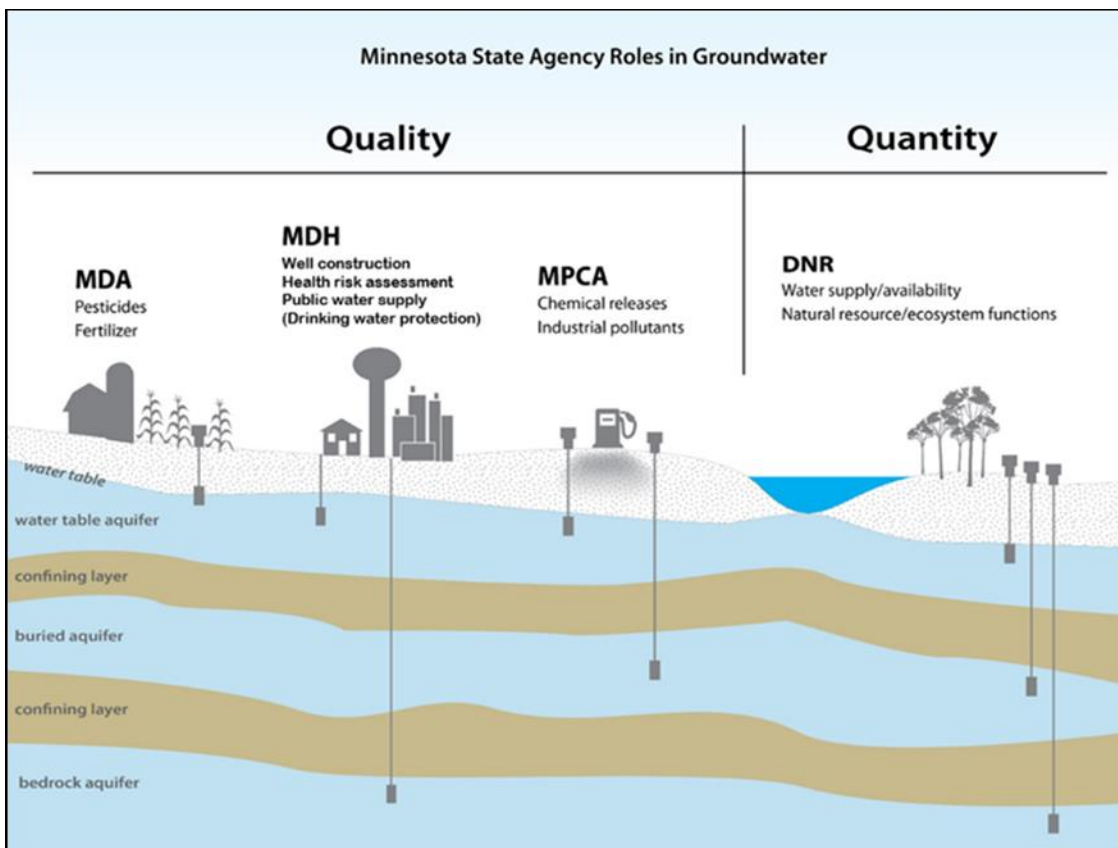 Minnesota State Agency Roles in Groundwater
Quality
Quantity
MDA
Pesticides
Fertilizer
MDH
Well construction
Health risk assessment
Public water supply
(Drinking water protection)
MPCA
Chemical releases
Industrial pollutants
DNR
Water supply/availability
Natural resource/ecosystem functions
water table
water table aquifer
confining layer
buried aquifer
confining layer
bedrock aquifer